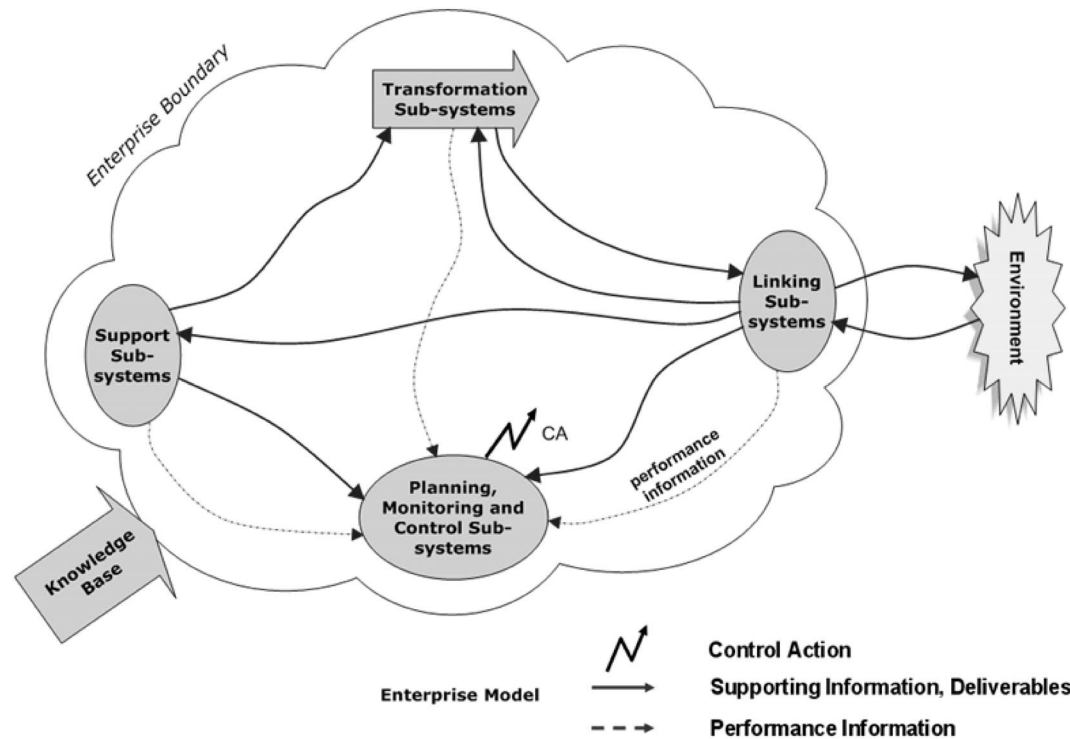 Enterprise Boundary
Transformation
Sub-systems
Linking
Sub-
systems
Environment
Support
Sub-
systems
CA
performance
information
Planning,
Monitoring and
Control Sub-
systems
Knowledge
Base
Control Action
Enterprise Model
Supporting Information, Deliverables
Performance Information